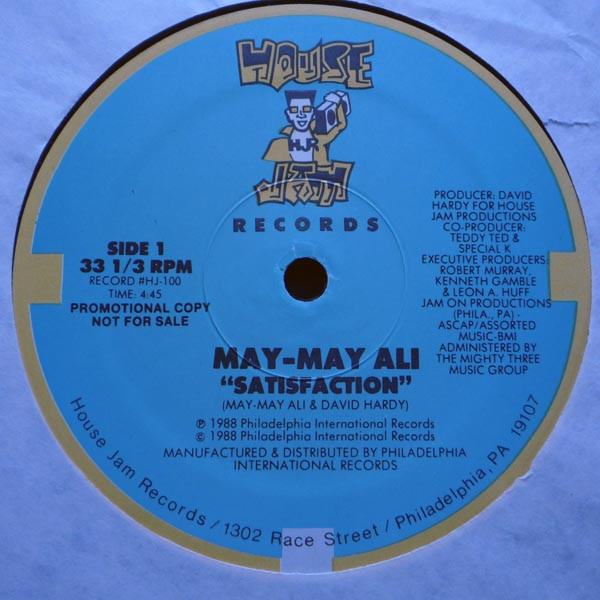 HOUSE
HJR
JAM
RECORDS
SIDE 1
33 1/3 RPM
RECORD #HJ-100
TIME: 4:45
PROMOTIONAL COPY
NOT FOR SALE
PRODUCER: DAVID
HARDY FOR HOUSE
JAM PRODUCTIONS
CO-PRODUCER:
TEDDY TED &
SPECIAL K
EXECUTIVE PRODUCERS:
ROBERT MURRAY,
KENNETH GAMBLE
& LEON A. HUFF
JAM ON PRODUCTIONS
(PHILA., PA) -
ASCAP/ASSORTED
MUSIC-BMI
ADMINISTERED BY
THE MIGHTY THREE
MUSIC GROUP
MAY-MAY ALI
"SATISFACTION"
(MAY-MAY ALI & DAVID HARDY)
℗ 1988 Philadelphia International Records
© 1988 Philadelphia International Records
MANUFACTURED & DISTRIBUTED BY PHILADELPHIA
INTERNATIONAL RECORDS
House Jam Records / 1302 Race Street / Philadelphia, PA 19107